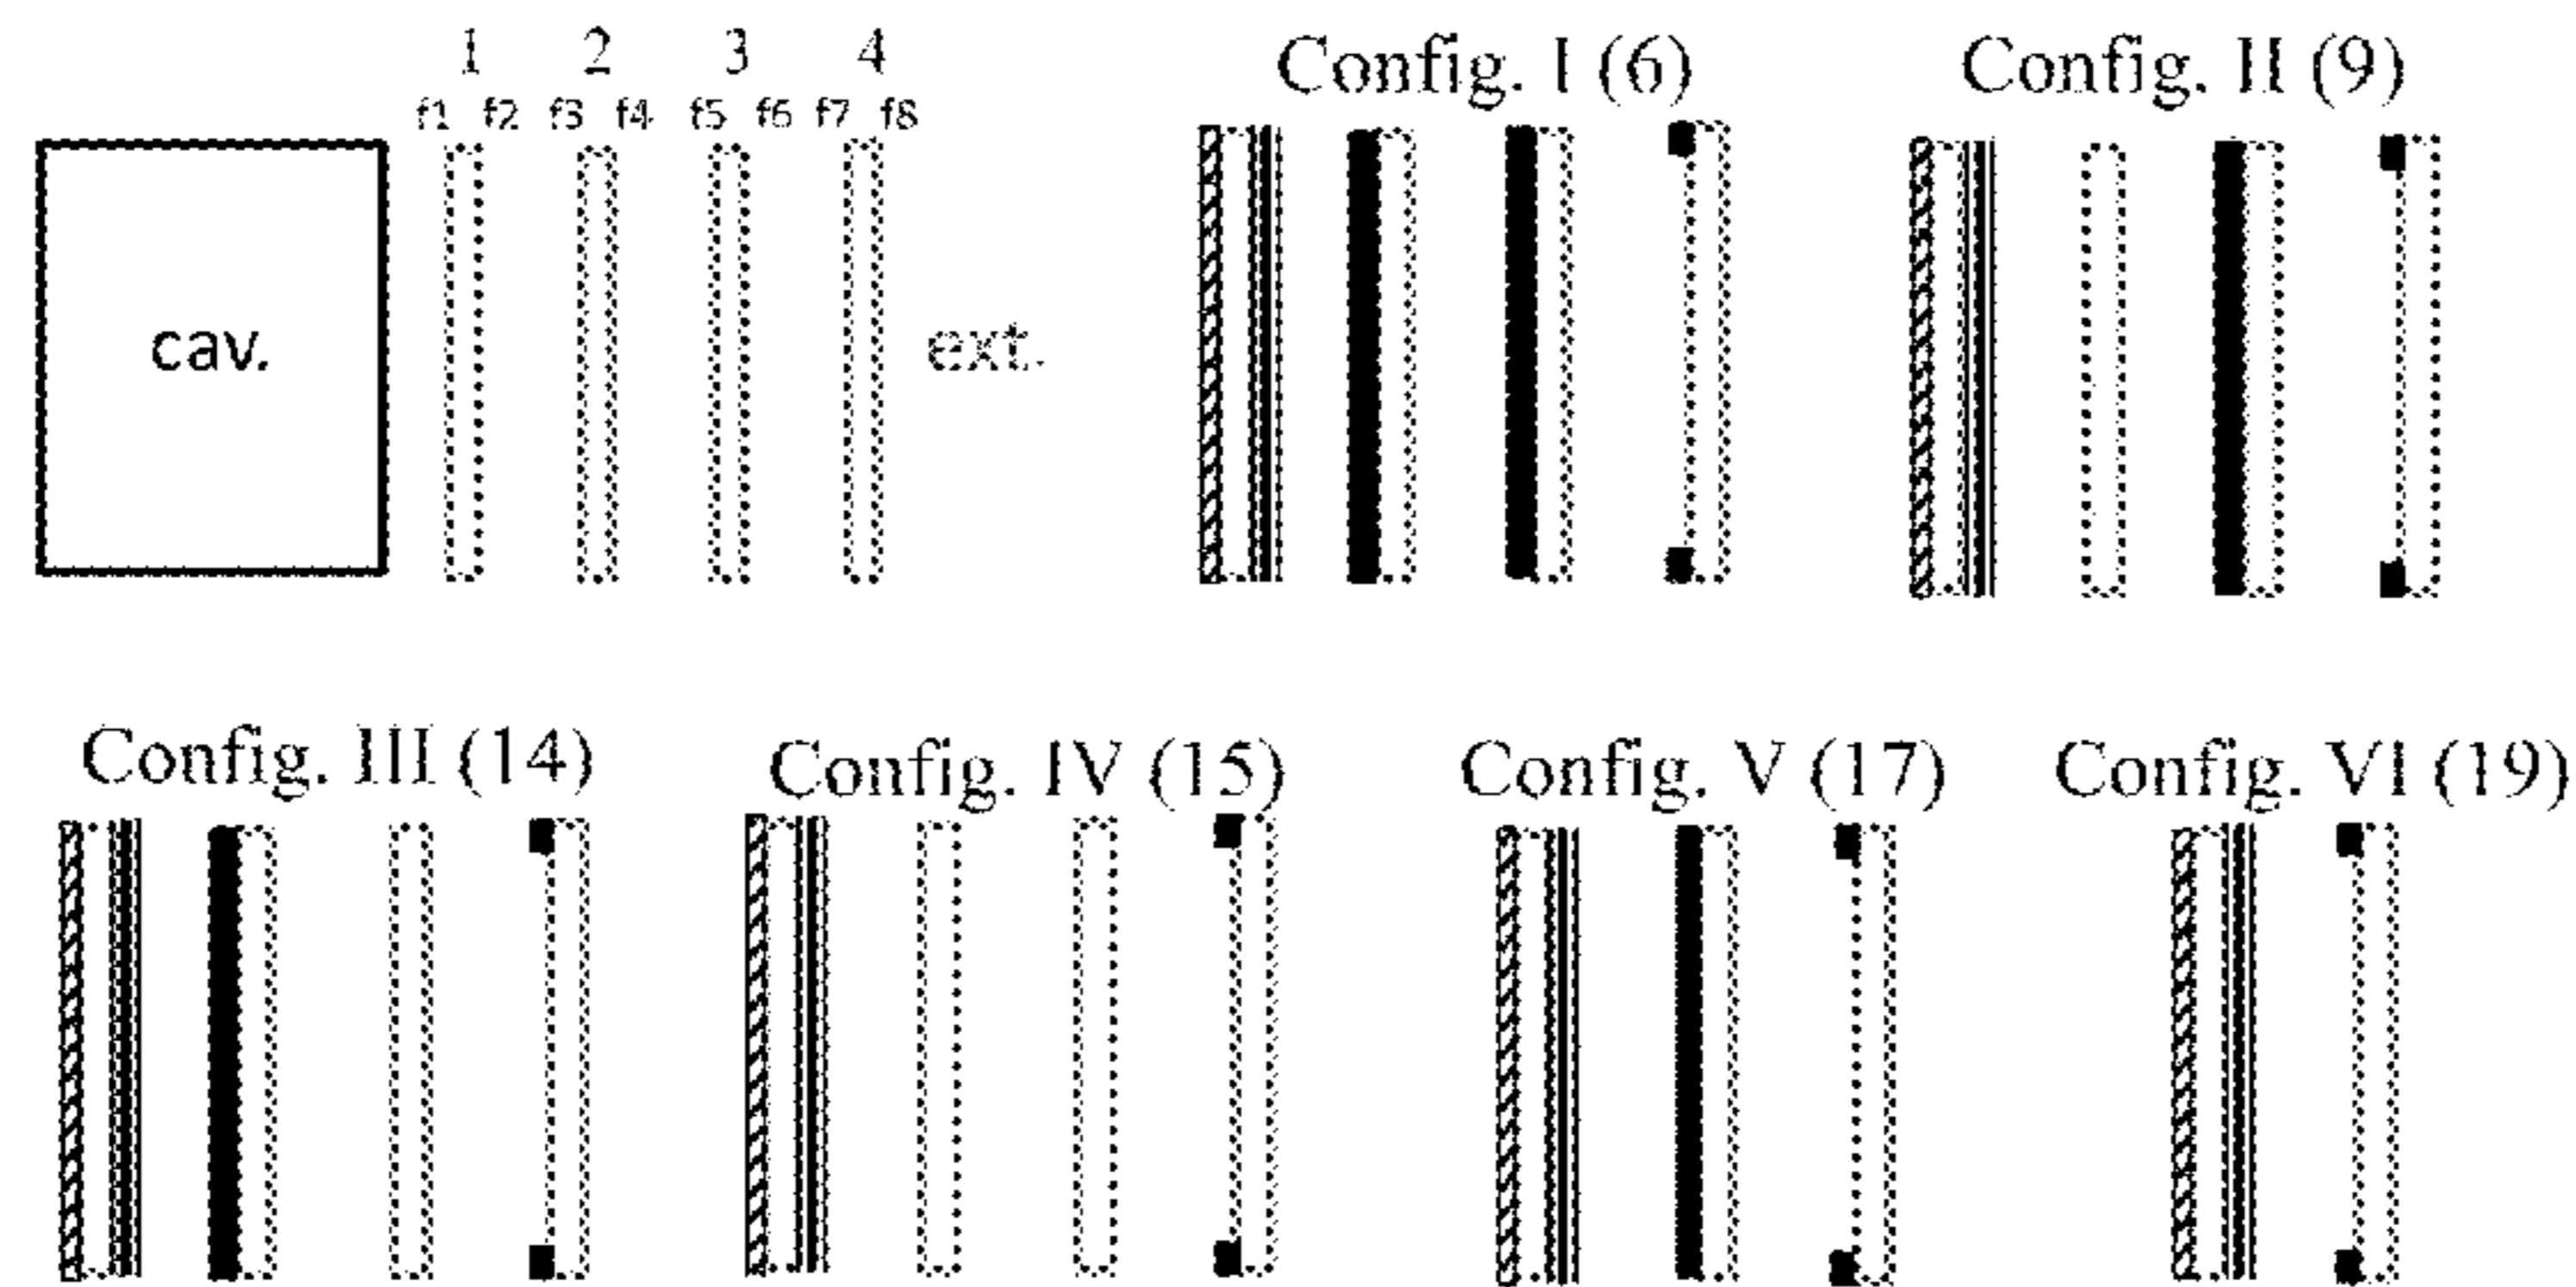 1 2 3 4
f1 f2 f3 f4 f5 f6 f7 f8
cav.
ext.
Config. I (6)
Config. II (9)
Config. III (14)
Config. IV (15)
Config. V (17)
Config. VI (19)